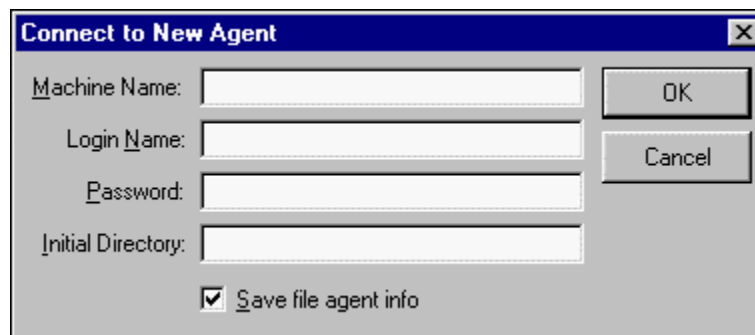 Connect to New Agent
Machine Name:
OK
Login Name:
Cancel
Password:
Initial Directory:
Save file agent info